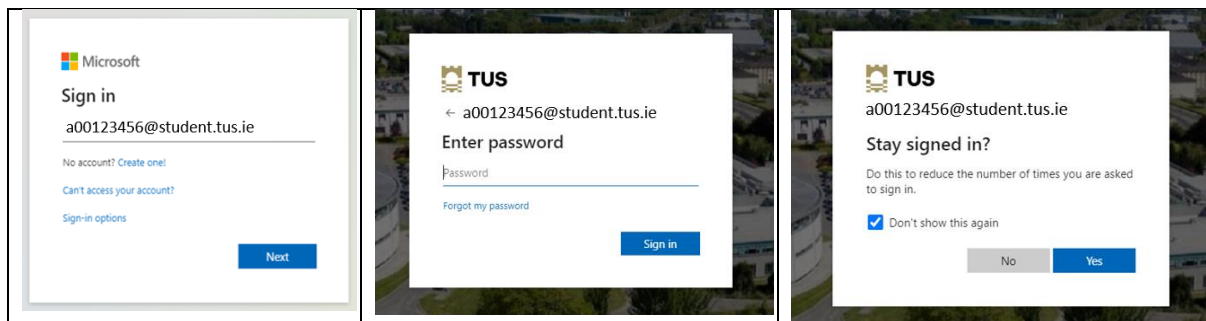 Microsoft
Sign in
a00123456@student.tus.ie
No account? Create one!
Can't access your account?
Sign-in options
Next
TUS
← a00123456@student.tus.ie
Enter password
Password
Forgot my password
Sign in
TUS
a00123456@student.tus.ie
Stay signed in?
Do this to reduce the number of times you are asked
to sign in.
Don't show this again
No
Yes